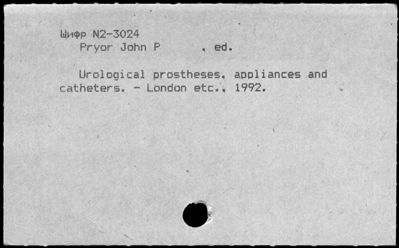 Шифр N2-3024
Pryor John P , ed.
Urological prostheses, appliances and
catheters. - London etc., 1992.